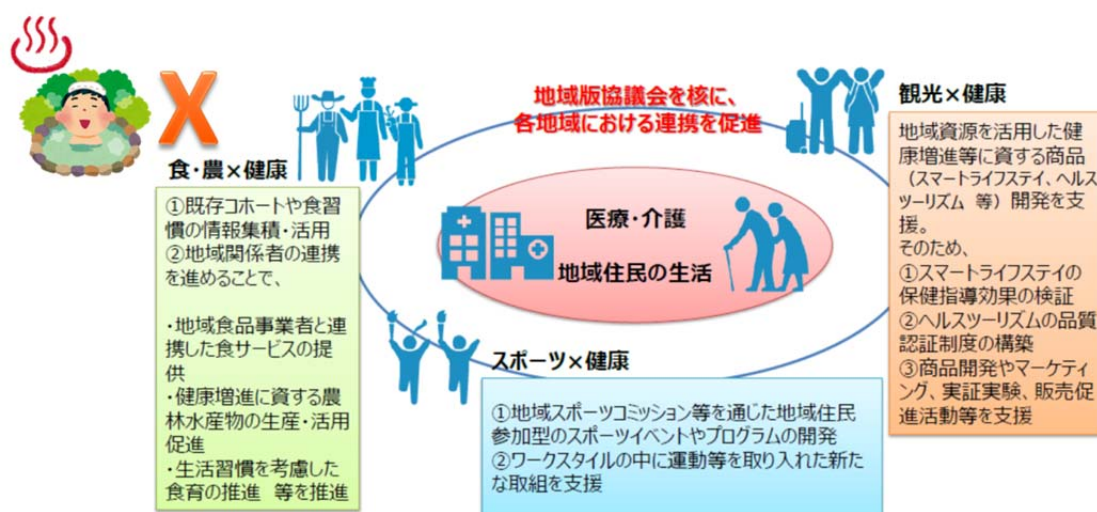 X
地域版協議会を核に、
各地域における連携を促進
食・農×健康
①既存コホートや食習
慣の情報集積・活用
②地域関係者の連携
を進めることで、
・地域食品事業者と連
携した食サービスの提
供
・健康増進に資する農
林水産物の生産・活用
促進
・生活習慣を考慮した
食育の推進 等を推進
医療・介護
地域住民の生活
スポーツ×健康
①地域スポーツコミッション等を通じた地域住民
参加型のスポーツイベントやプログラムの開発
②ワークスタイルの中に運動等を取り入れた新た
な取組を支援
観光×健康
地域資源を活用した健
康増進等に資する商品
（スマートライフステイ、ヘルス
ツーリズム 等）開発を支
援。
そのため、
①スマートライフステイの
保健指導効果の検証
②ヘルスツーリズムの品質
認証制度の構築
③商品開発やマーケティ
ング、実証実験、販売促
進活動等を支援